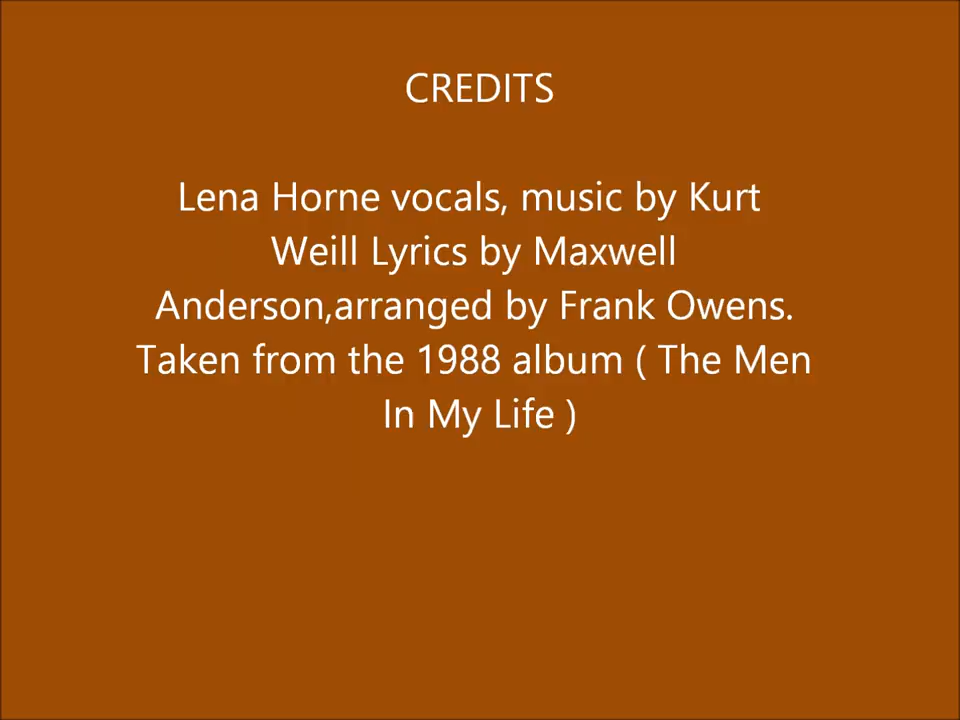 CREDITS
Lena Horne vocals, music by Kurt
Weill Lyrics by Maxwell
Anderson,arranged by Frank Owens.
Taken from the 1988 album ( The Men
In My Life )